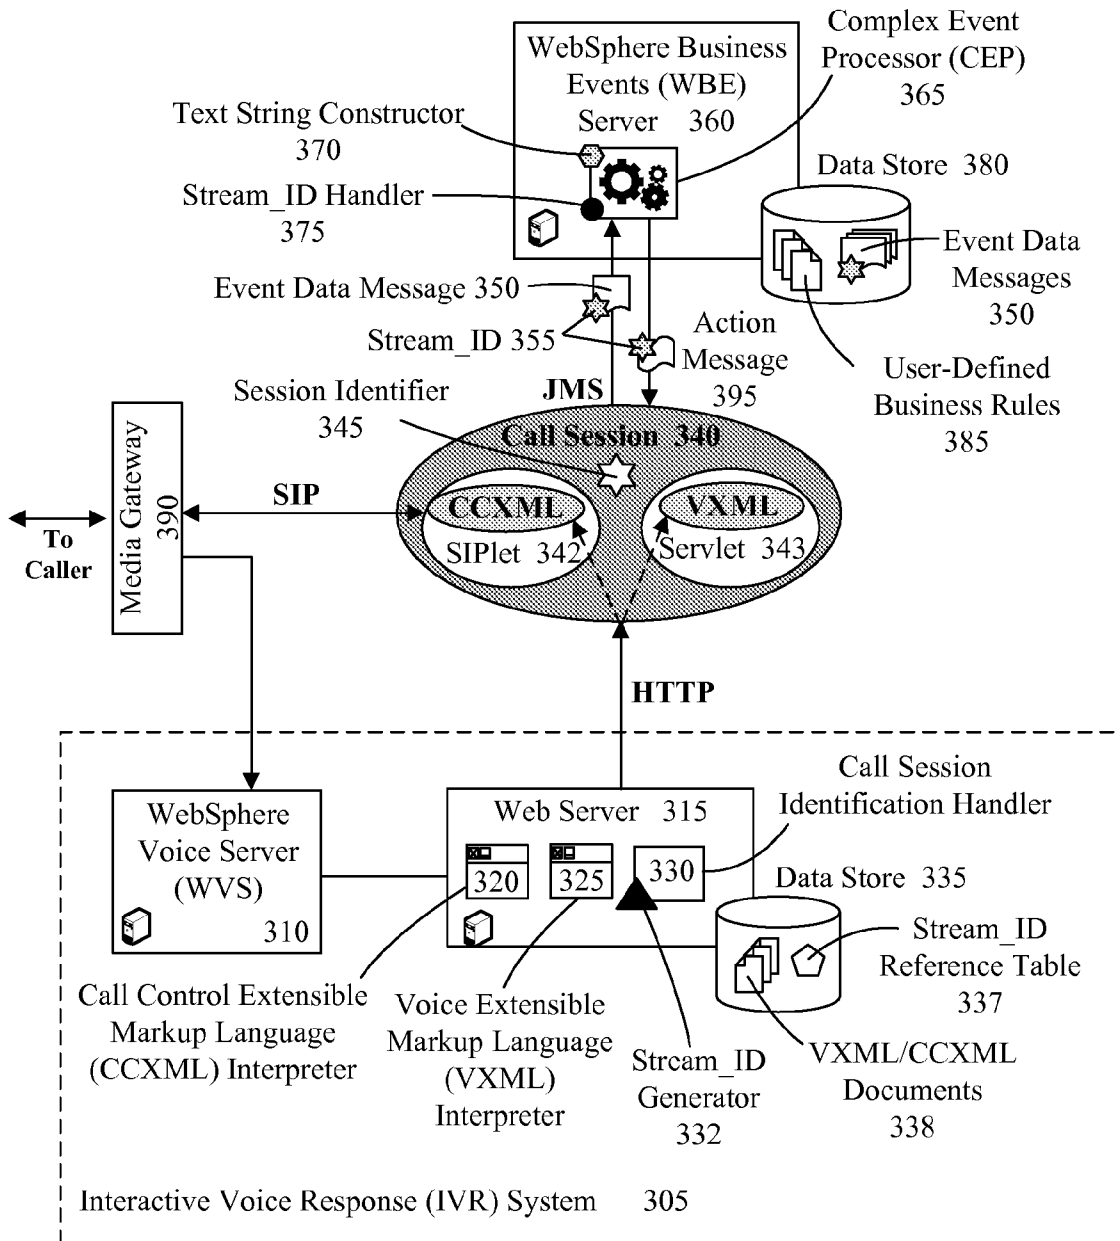 WebSphere Business
Events (WBE)
Server 360
Complex Event
Processor (CEP)
365
Text String Constructor
370
Stream_ID Handler
375
Data Store 380
Event Data
Messages
350
Event Data Message 350
Stream_ID 355
Action
Message
395
User-Defined
Business Rules
385
Session Identifier
345
JMS
Call Session 340
Media Gateway
390
SIP
CCXML
SIPlet 342
VXML
Servlet 343
To
Caller
HTTP
WebSphere
Voice Server
(WVS)
310
Web Server 315
320
325
330
Call Session
Identification Handler
Data Store 335
Stream_ID
Reference Table
337
Call Control Extensible
Markup Language
(CCXML) Interpreter
Voice Extensible
Markup Language
(VXML)
Interpreter
Stream_ID
Generator
332
VXML/CCXML
Documents
338
Interactive Voice Response (IVR) System 305